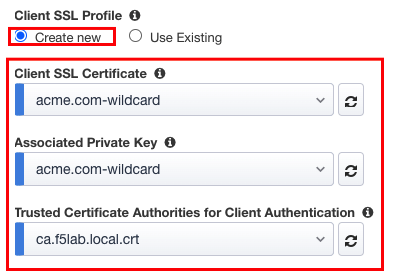 Client SSL Profile
Create new Use Existing
Client SSL Certificate
acme.com-wildcard
Associated Private Key
acme.com-wildcard
Trusted Certificate Authorities for Client Authentication
ca.f5lab.local.crt